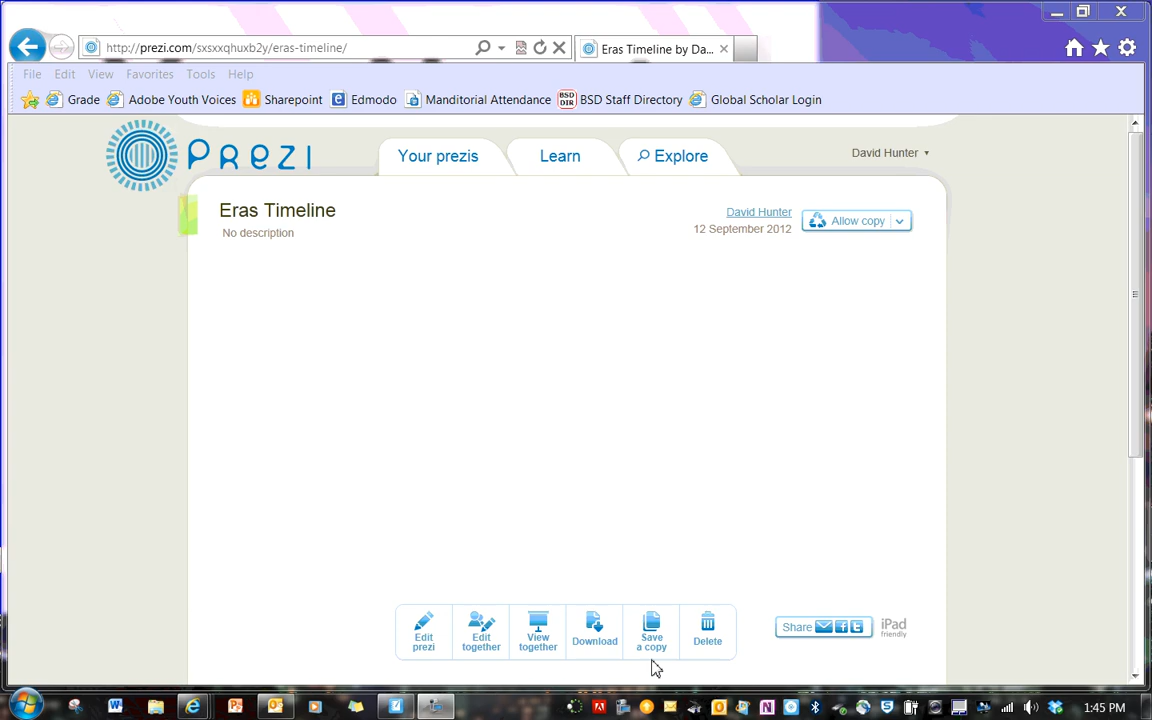 http://prezi.com/sxsxxqhuxb2y/eras-timeline/
Eras Timeline by Da...
File Edit View Favorites Tools Help
Grade Adobe Youth Voices Sharepoint Edmodo Manditorial Attendance BSD DIR BSD Staff Directory Global Scholar Login
PREZI
Your prezis Learn Explore David Hunter
Eras Timeline
David Hunter
Allow copy
No description
12 September 2012
Edit prezi
Edit together
View together
Download
Save a copy
Delete
Share
iPad friendly
1:45 PM